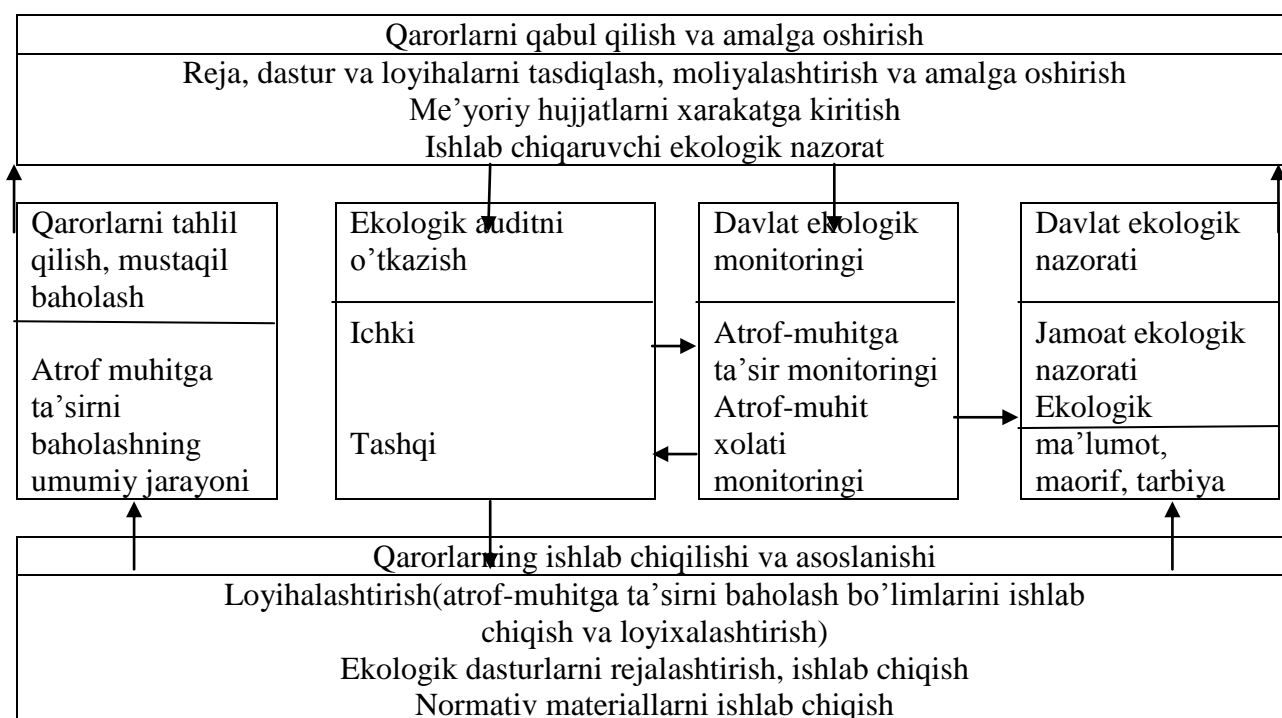 Qarorlarni qabul qilish va amalga oshirish
Reja, dastur va loyihalarni tasdiqlash, moliyalashtirish va amalga oshirish
Me’yoriy hujjatlarni xarakatga kiritish
Ishlab chiqaruvchi ekologik nazorat
Qarorlarni tahlil
qilish, mustaqil
baholash
Atrof muhitga
ta’sirni
baholashning
umumiy jarayoni
Ekologik auditni
o’tkazish
Ichki
Tashqi
Davlat ekologik
monitoringi
Atrof-muhitga
ta’sir monitoringi
Atrof-muhit
xolati
monitoringi
Davlat ekologik
nazorati
Jamoat ekologik
nazorati
Ekologik
ma’lumot,
maorif, tarbiya
Qarorlarning ishlab chiqilishi va asoslanishi
Loyihalashtirish(atrof-muhitga ta’sirni baholash bo’limlarini ishlab
chiqish va loyixalashtirish)
Ekologik dasturlarni rejalashtirish, ishlab chiqish
Normativ materiallarni ishlab chiqish